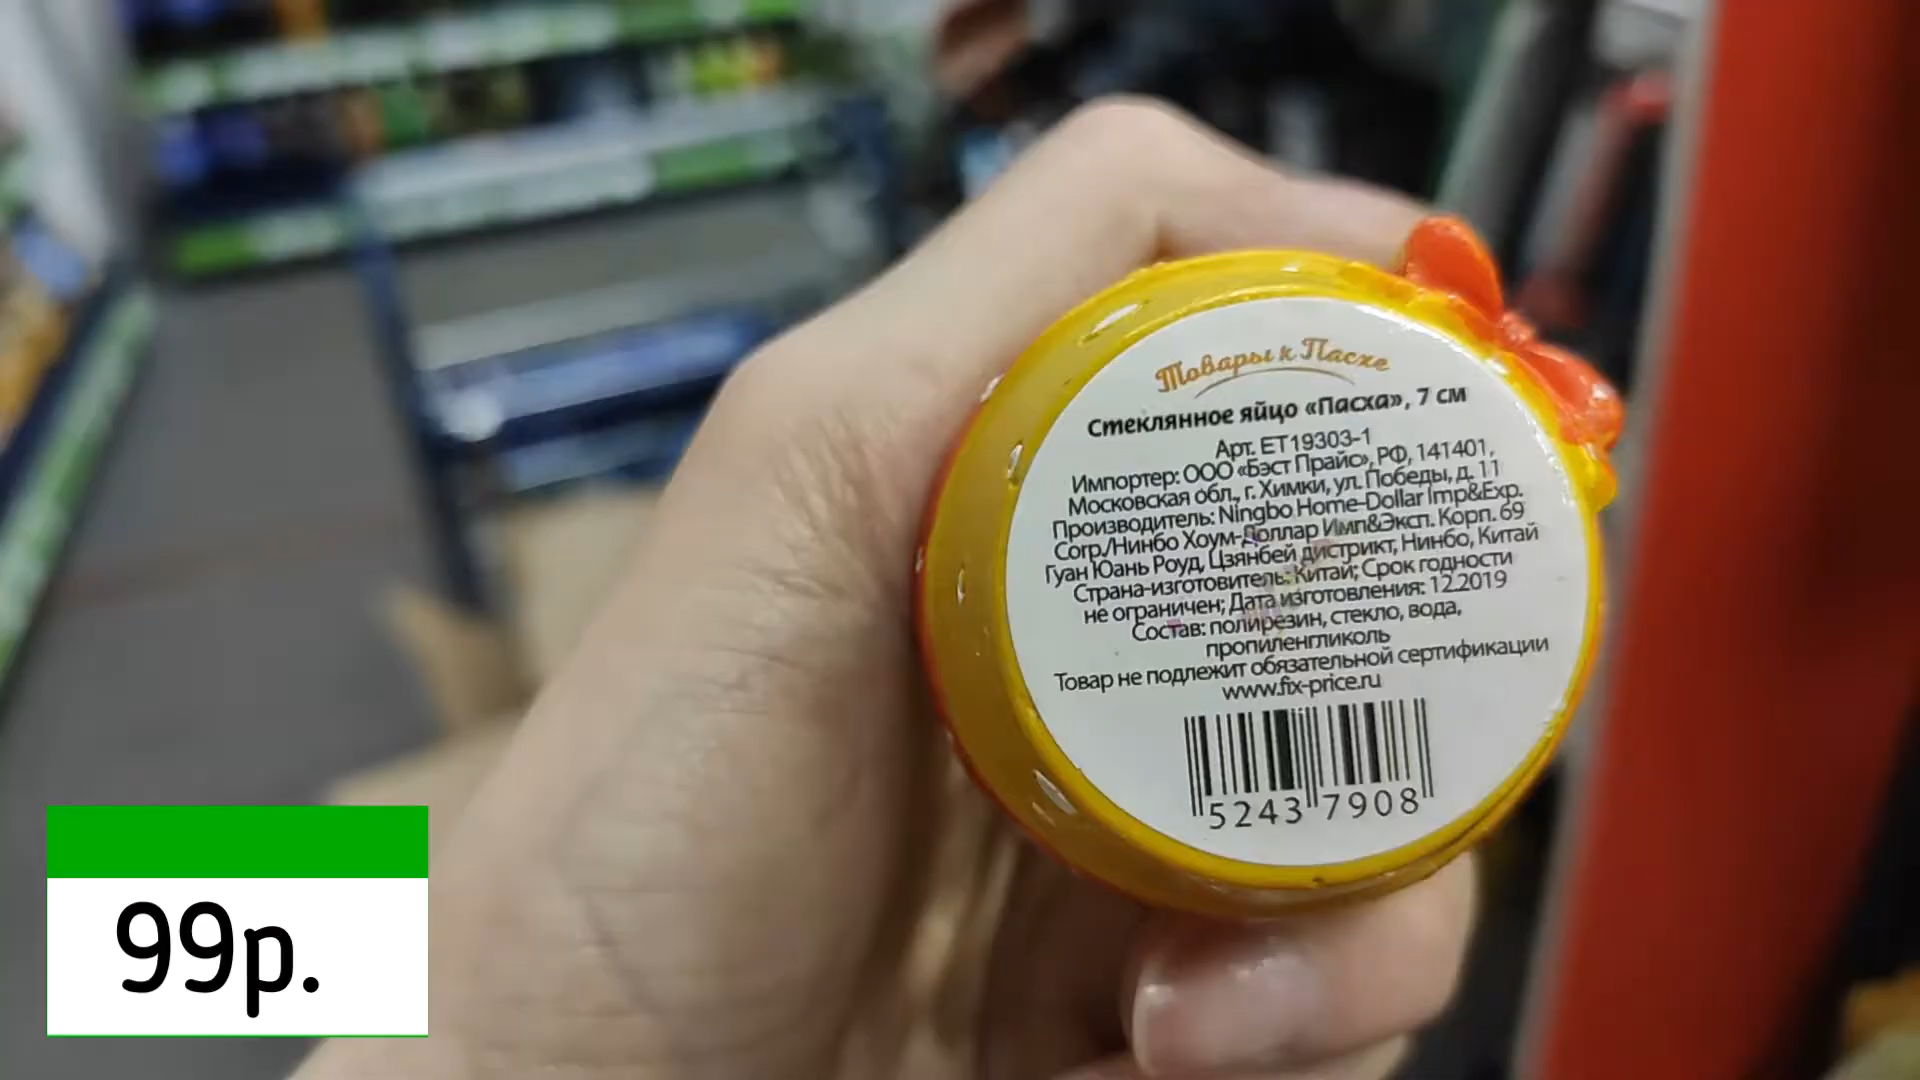 Товары к Пасхе
Стеклянное яйцо «Пасха», 7 см
Арт. ET19303-1
Импортер: ООО «Бэст Прайс», РФ, 141401,
Московская обл., г. Химки, ул. Победы, д. 11
Производитель: Ningbo Home-Dollar Imp&Exp.
Corp./Нинбо Хоум-Доллар Имп&Эксп. Корп. 69
Гуан Юань Роуд, Цзянбей дистрикт, Нинбо, Китай
Страна-изготовитель: Китай; Срок годности
не ограничен; Дата изготовления: 12.2019
Состав: полирезин, стекло, вода,
пропиленгликоль
Товар не подлежит обязательной сертификации
www.fix-price.ru
5243 7908
99р.